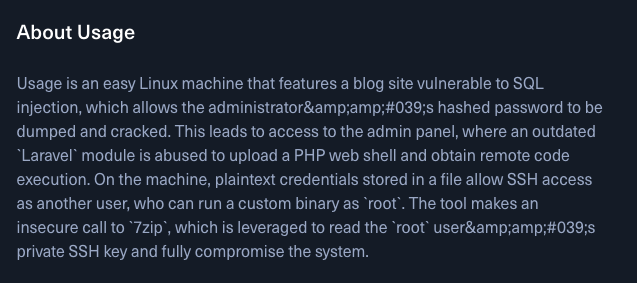 About Usage
Usage is an easy Linux machine that features a blog site vulnerable to SQL
injection, which allows the administrator&amp;amp;#039;s hashed password to be
dumped and cracked. This leads to access to the admin panel, where an outdated
`Laravel` module is abused to upload a PHP web shell and obtain remote code
execution. On the machine, plaintext credentials stored in a file allow SSH access
as another user, who can run a custom binary as `root`. The tool makes an
insecure call to `7zip`, which is leveraged to read the `root` user&amp;amp;#039;s
private SSH key and fully compromise the system.